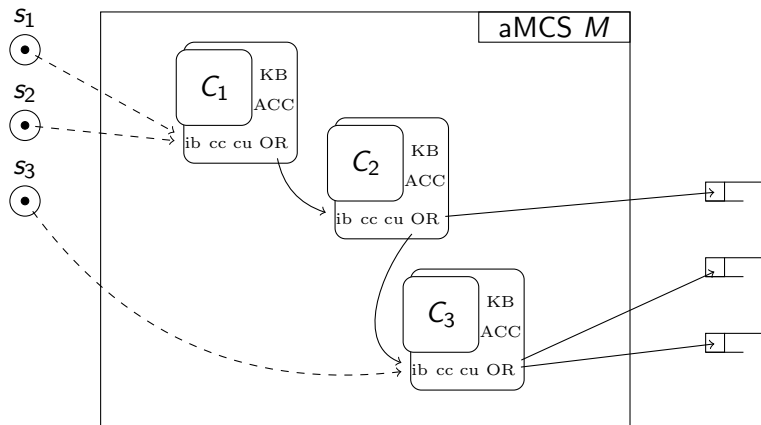 s1
aMCS M
KB
C1
s2
ACC
ib cc cu OR
KB
C2
s3
ACC
ib cc cu OR
KB
C3
ACC
ib cc cu OR